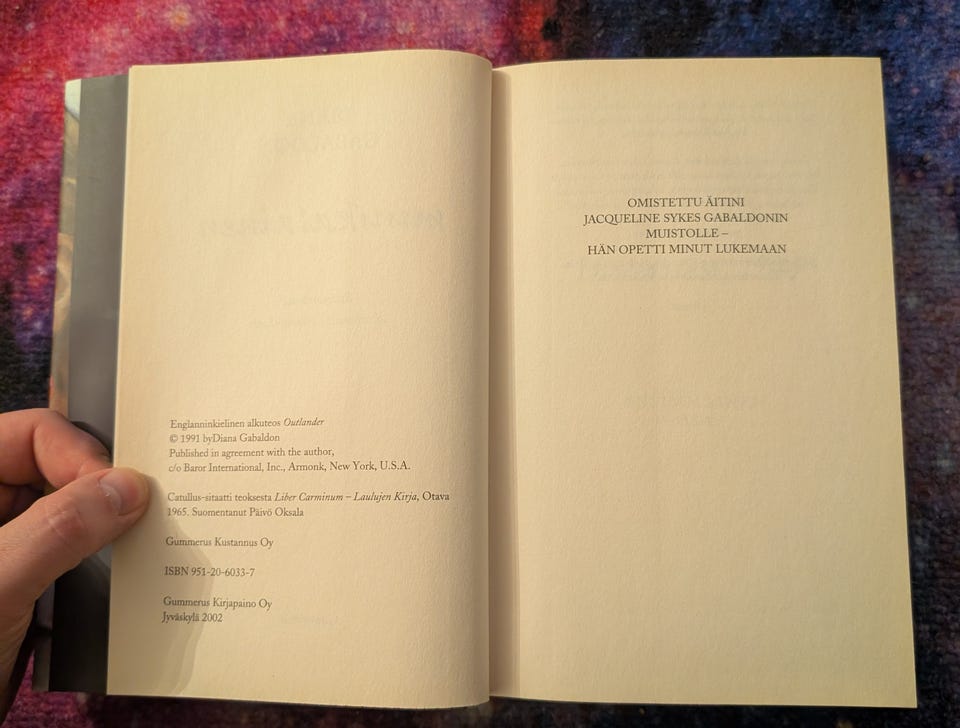 Englanninkielinen alkuteos Outlander
© 1991 byDiana Gabaldon
Published in agreement with the author,
c/o Baror International, Inc., Armonk, New York, U.S.A.
Catullus-sitaatti teoksesta Liber Carminum – Laulujen Kirja, Otava
1965. Suomentanut Päivö Oksala
Gummerus Kustannus Oy
ISBN 951-20-6033-7
Gummerus Kirjapaino Oy
Jyväskylä 2002
OMISTETTU ÄITINI
JACQUELINE SYKES GABALDONIN
MUISTOLLE –
HÄN OPETTI MINUT LUKEMAAN